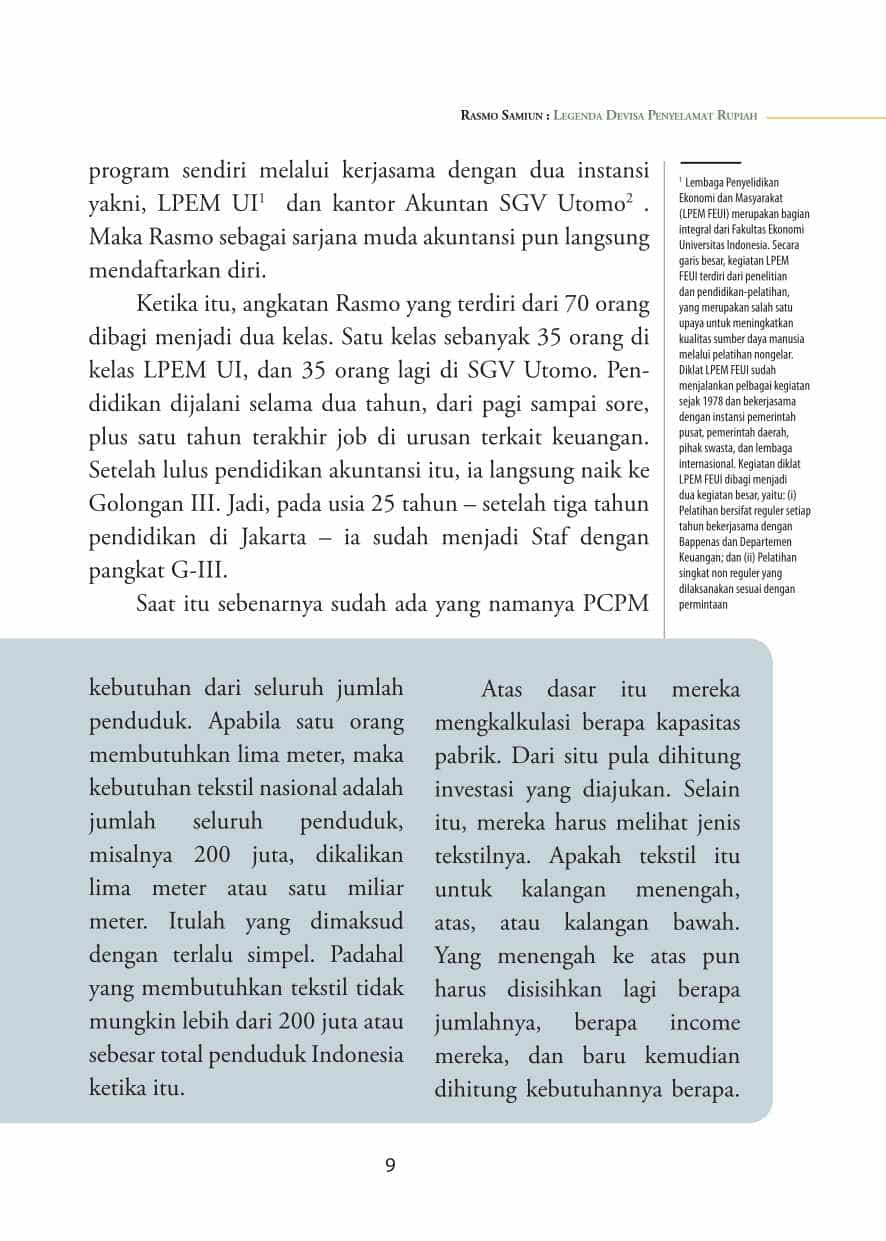 Rasmo Samiun : Legenda Devisa Penyelamat Rupiah
program sendiri melalui kerjasama dengan dua instansi
yakni, LPEM UI¹ dan kantor Akuntan SGV Utomo² .
Maka Rasmo sebagai sarjana muda akuntansi pun langsung
mendaftarkan diri.
Ketika itu, angkatan Rasmo yang terdiri dari 70 orang
dibagi menjadi dua kelas. Satu kelas sebanyak 35 orang di
kelas LPEM UI, dan 35 orang lagi di SGV Utomo. Pen-
didikan dijalani selama dua tahun, dari pagi sampai sore,
plus satu tahun terakhir job di urusan terkait keuangan.
Setelah lulus pendidikan akuntansi itu, ia langsung naik ke
Golongan III. Jadi, pada usia 25 tahun – setelah tiga tahun
pendidikan di Jakarta – ia sudah menjadi Staf dengan
pangkat G-III.
Saat itu sebenarnya sudah ada yang namanya PCPM
¹ Lembaga Penyelidikan
Ekonomi dan Masyarakat
(LPEM FEUI) merupakan bagian
integral dari Fakultas Ekonomi
Universitas Indonesia. Secara
garis besar, kegiatan LPEM
FEUI terdiri dari penelitian
dan pendidikan-pelatihan,
yang merupakan salah satu
upaya untuk meningkatkan
kualitas sumber daya manusia
melalui pelatihan nongelar.
Diklat LPEM FEUI sudah
menjalankan pelbagai kegiatan
sejak 1978 dan bekerjasama
dengan instansi pemerintah
pusat, pemerintah daerah,
pihak swasta, dan lembaga
internasional. Kegiatan diklat
LPEM FEUI dibagi menjadi
dua kegiatan besar, yaitu: (i)
Pelatihan bersifat reguler setiap
tahun bekerjasama dengan
Bappenas dan Departemen
Keuangan; dan (ii) Pelatihan
singkat non reguler yang
dilaksanakan sesuai dengan
permintaan
kebutuhan dari seluruh jumlah
penduduk. Apabila satu orang
membutuhkan lima meter, maka
kebutuhan tekstil nasional adalah
jumlah seluruh penduduk,
misalnya 200 juta, dikalikan
lima meter atau satu miliar
meter. Itulah yang dimaksud
dengan terlalu simpel. Padahal
yang membutuhkan tekstil tidak
mungkin lebih dari 200 juta atau
sebesar total penduduk Indonesia
ketika itu.
Atas dasar itu mereka
mengkalkulasi berapa kapasitas
pabrik. Dari situ pula dihitung
investasi yang diajukan. Selain
itu, mereka harus melihat jenis
tekstilnya. Apakah tekstil itu
untuk kalangan menengah,
atas, atau kalangan bawah.
Yang menengah ke atas pun
harus disisihkan lagi berapa
jumlahnya, berapa income
mereka, dan baru kemudian
dihitung kebutuhannya berapa.
9